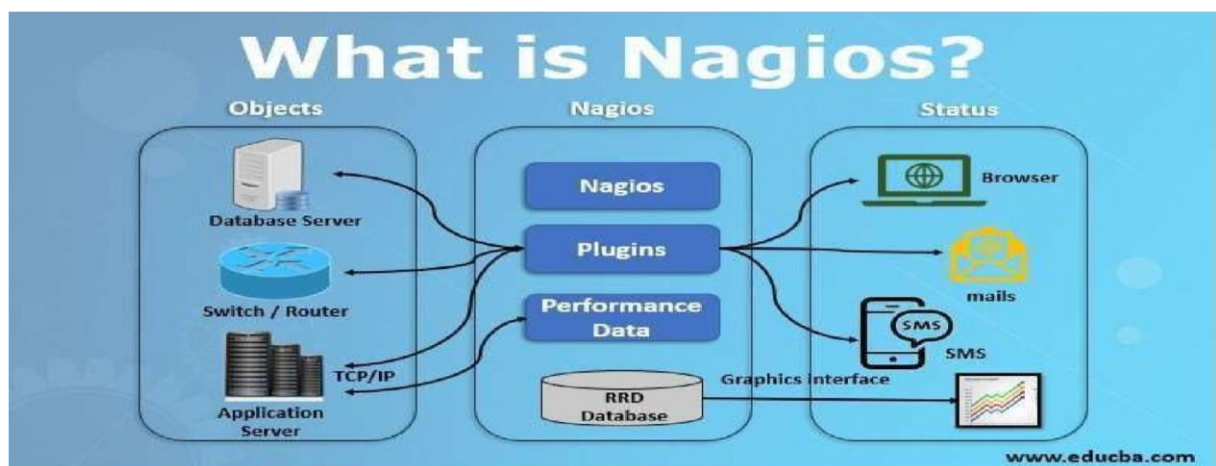 What is Nagios?
Objects
Nagios
Status
Database Server
Switch / Router
TCP/IP
Application
Server
Nagios
Plugins
Performance
Data
RRD
Database
Graphics interface
Browser
@
mails
SMS
SMS
www.educba.com